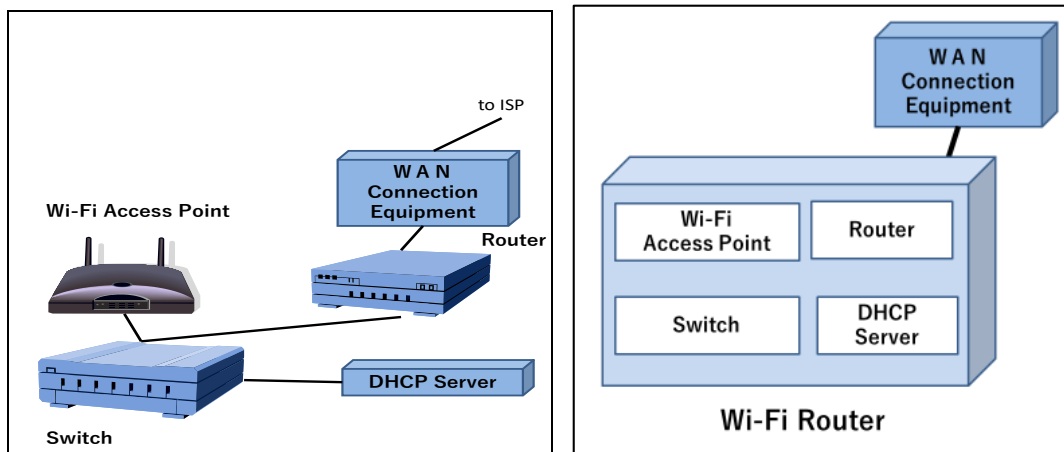 to ISP
W A N
Connection
Equipment
Wi-Fi Access Point
Router
DHCP Server
Switch
W A N
Connection
Equipment
Wi-Fi
Access Point
Router
Switch
DHCP
Server
Wi-Fi Router